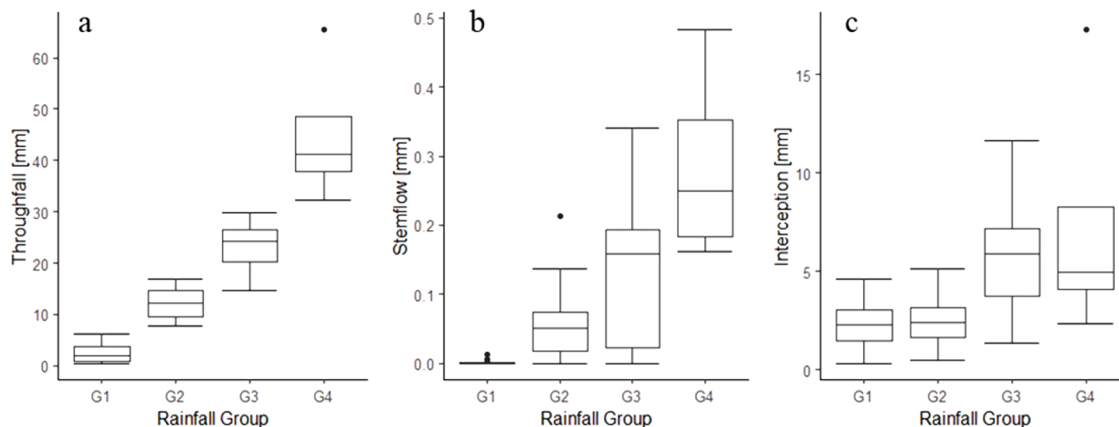 a
Throughfall [mm]
60
50
40
30
20
10
0
G1 G2 G3 G4
Rainfall Group
b
Stemflow [mm]
0.5
0.4
0.3
0.2
0.1
0.0
G1 G2 G3 G4
Rainfall Group
c
Interception [mm]
15
10
5
0
G1 G2 G3 G4
Rainfall Group